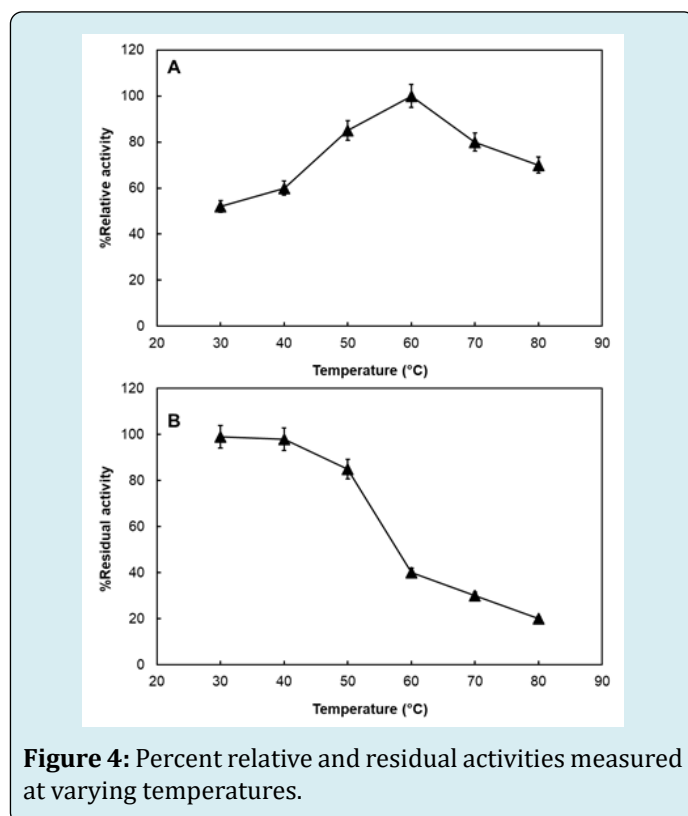 A
120
100
80
60
40
20
0
%Relative activity
20 30 40 50 60 70 80 90
Temperature (°C)
B
120
100
80
60
40
20
0
%Residual activity
20 30 40 50 60 70 80 90
Temperature (°C)
Figure 4: Percent relative and residual activities measured
at varying temperatures.